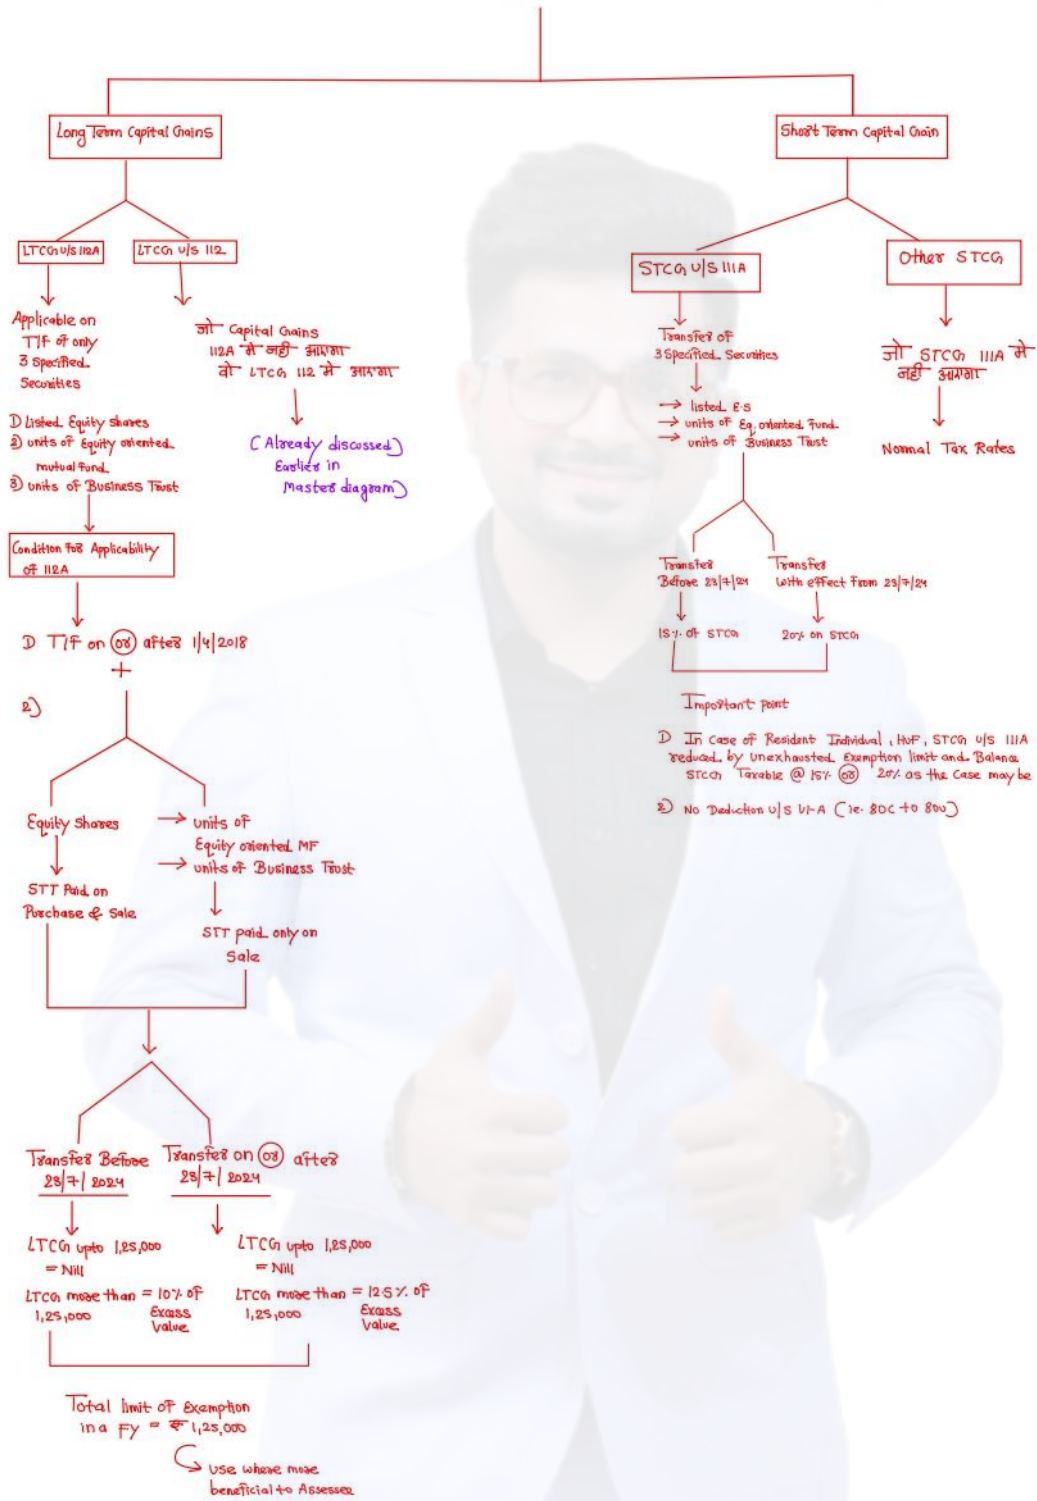 Long Term Capital Gains
LTCG U/S 112A
LTCG U/S 112
Applicable on
T/F of only
3 Specified
Securities
1) Listed Equity shares
2) units of Equity oriented
mutual fund
3) units of Business Trust
जो Capital Gains
112A मे नही आएगा
वो LTCG 112 मे आएगा
(Already discussed)
Earlier in
Master diagram)
Condition for Applicability
of 112A
1) T/F on or after 1/4/2018
+
2)
Equity Shares
STT Paid on
Purchase & Sale
→ units of
Equity oriented MF
→ units of Business Trust
STT paid only on
Sale
Transfer Before
23/7/2024
LTCG upto 1,25,000
= Nill
LTCG more than = 10% of
1,25,000 Excess
Value
Transfer on or after
23/7/2024
LTCG upto 1,25,000
= Nill
LTCG more than = 12.5% of
1,25,000 Excess
Value
Total limit of Exemption
in a FY = ₹ 1,25,000
use where more
beneficial to Assessee
Short Term Capital Gain
STCG U/S 111A
Other STCG
Transfer of
3 Specified Securities
→ listed E.S
→ units of Eq. oriented Fund
→ units of Business Trust
जो STCG 111A मे
नही आएगा
Normal Tax Rates
Transfer
Before 23/7/24
15% of STCG
Transfer
with effect from 23/7/24
20% on STCG
Important point
1) In Case of Resident Individual, HUF, STCG U/S 111A
reduced by unexhausted Exemption limit and Balance
STCG Taxable @ 15% or 20% as the Case may be
2) No Deduction U/S VI-A (ie. 80C to 80U)